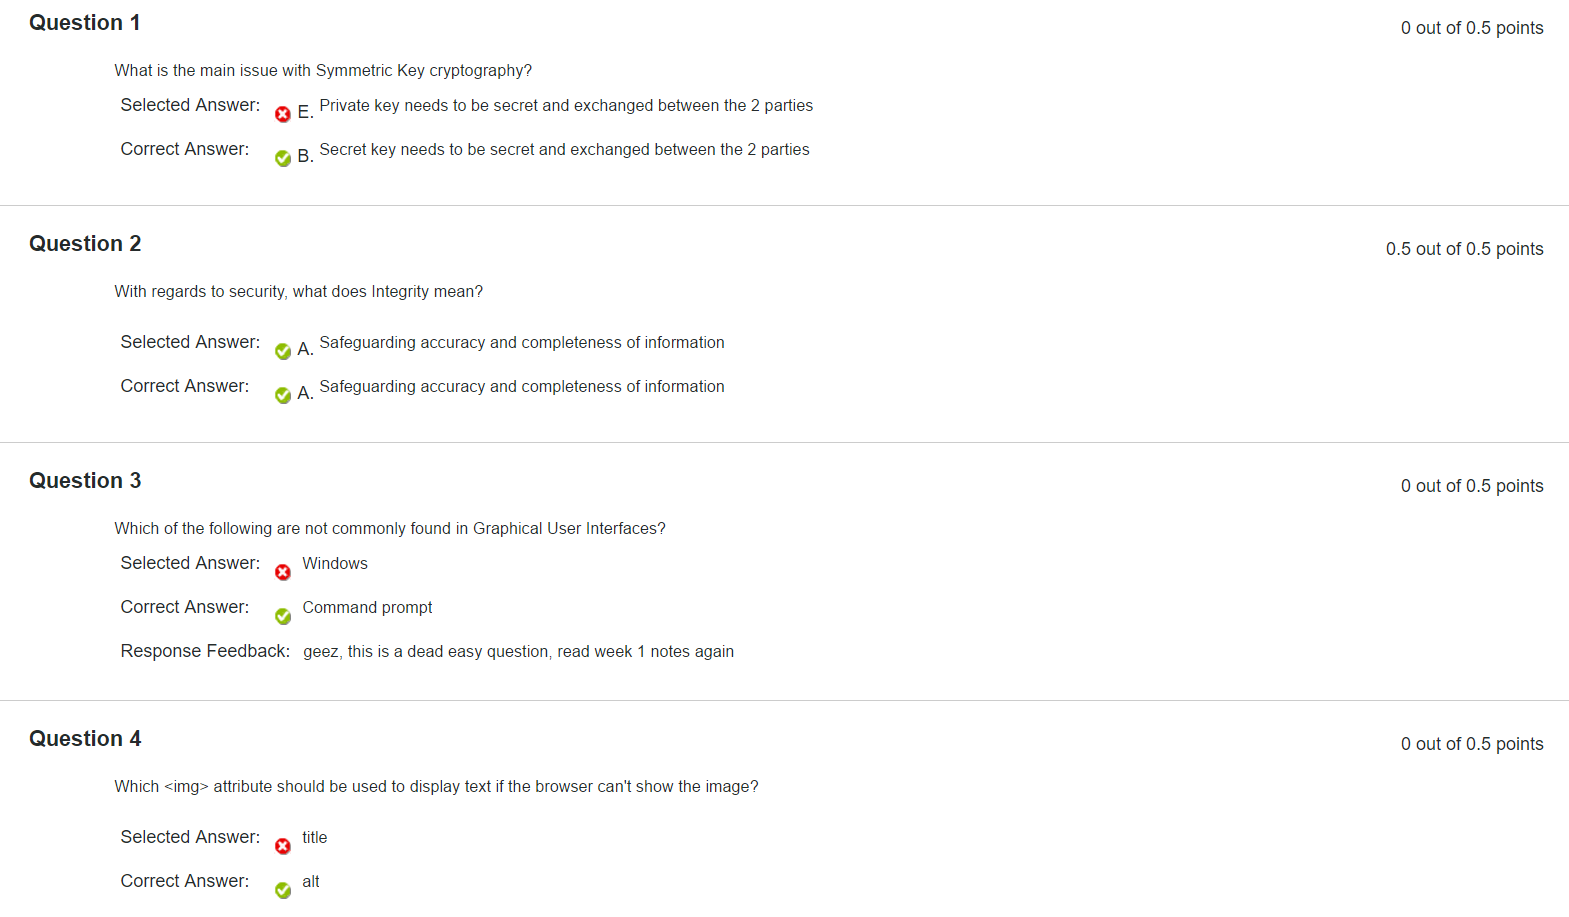 Question 1
0 out of 0.5 points
What is the main issue with Symmetric Key cryptography?
Selected Answer: E. Private key needs to be secret and exchanged between the 2 parties
Correct Answer: B. Secret key needs to be secret and exchanged between the 2 parties
Question 2
0.5 out of 0.5 points
With regards to security, what does Integrity mean?
Selected Answer: A. Safeguarding accuracy and completeness of information
Correct Answer: A. Safeguarding accuracy and completeness of information
Question 3
0 out of 0.5 points
Which of the following are not commonly found in Graphical User Interfaces?
Selected Answer: Windows
Correct Answer: Command prompt
Response Feedback: geez, this is a dead easy question, read week 1 notes again
Question 4
0 out of 0.5 points
Which <img> attribute should be used to display text if the browser can't show the image?
Selected Answer: title
Correct Answer: alt